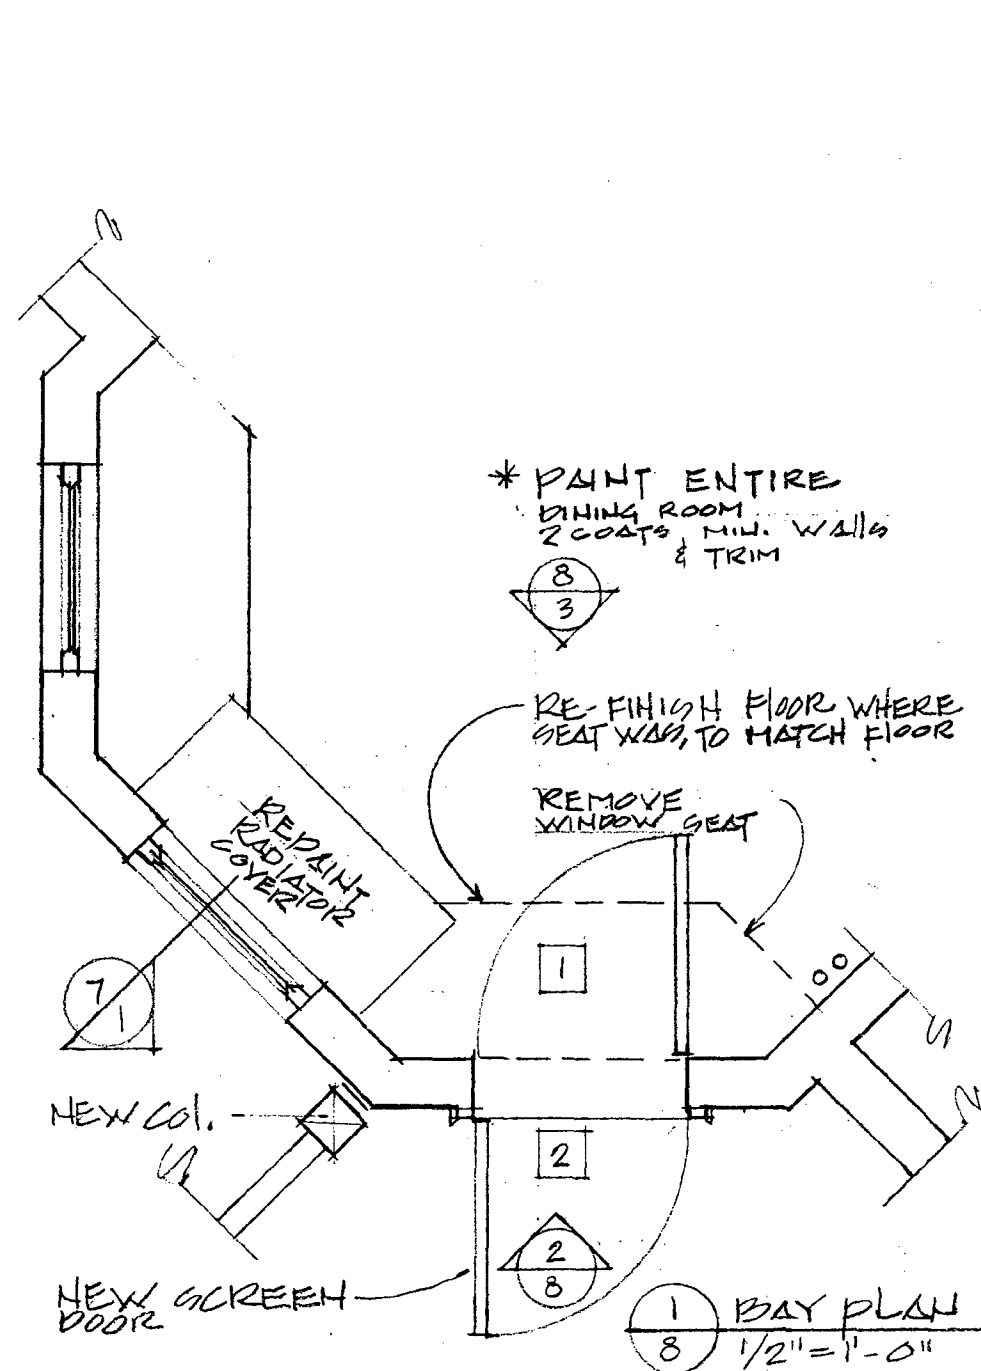 * PAINT ENTIRE
DINING ROOM
2 COATS, MIN. WAlls
& TRIM
8
3
RE-FINISH FlOOR WHERE
SEAT WAS, TO MATCH FlOOR
REMOVE
WINDOW SEAT
REPAINT
RADIATOR
COVER
1
7
1
NEW COl.
2
2
8
NEW SCREEN
DOOR
1
8
BAY PLAN
1/2" = 1'-0"